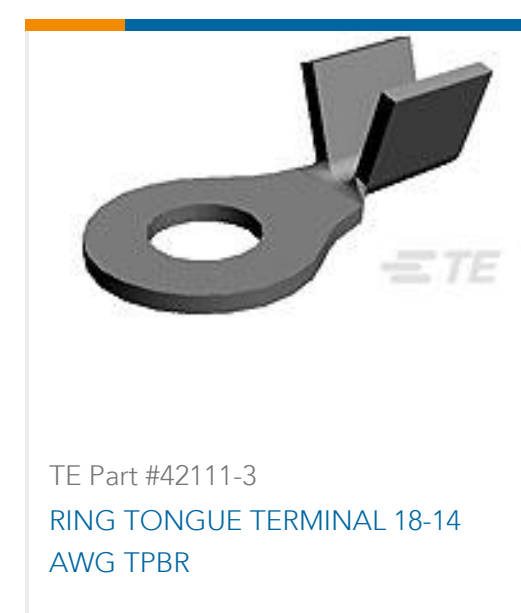 TE
TE Part #42111-3
RING TONGUE TERMINAL 18-14
AWG TPBR